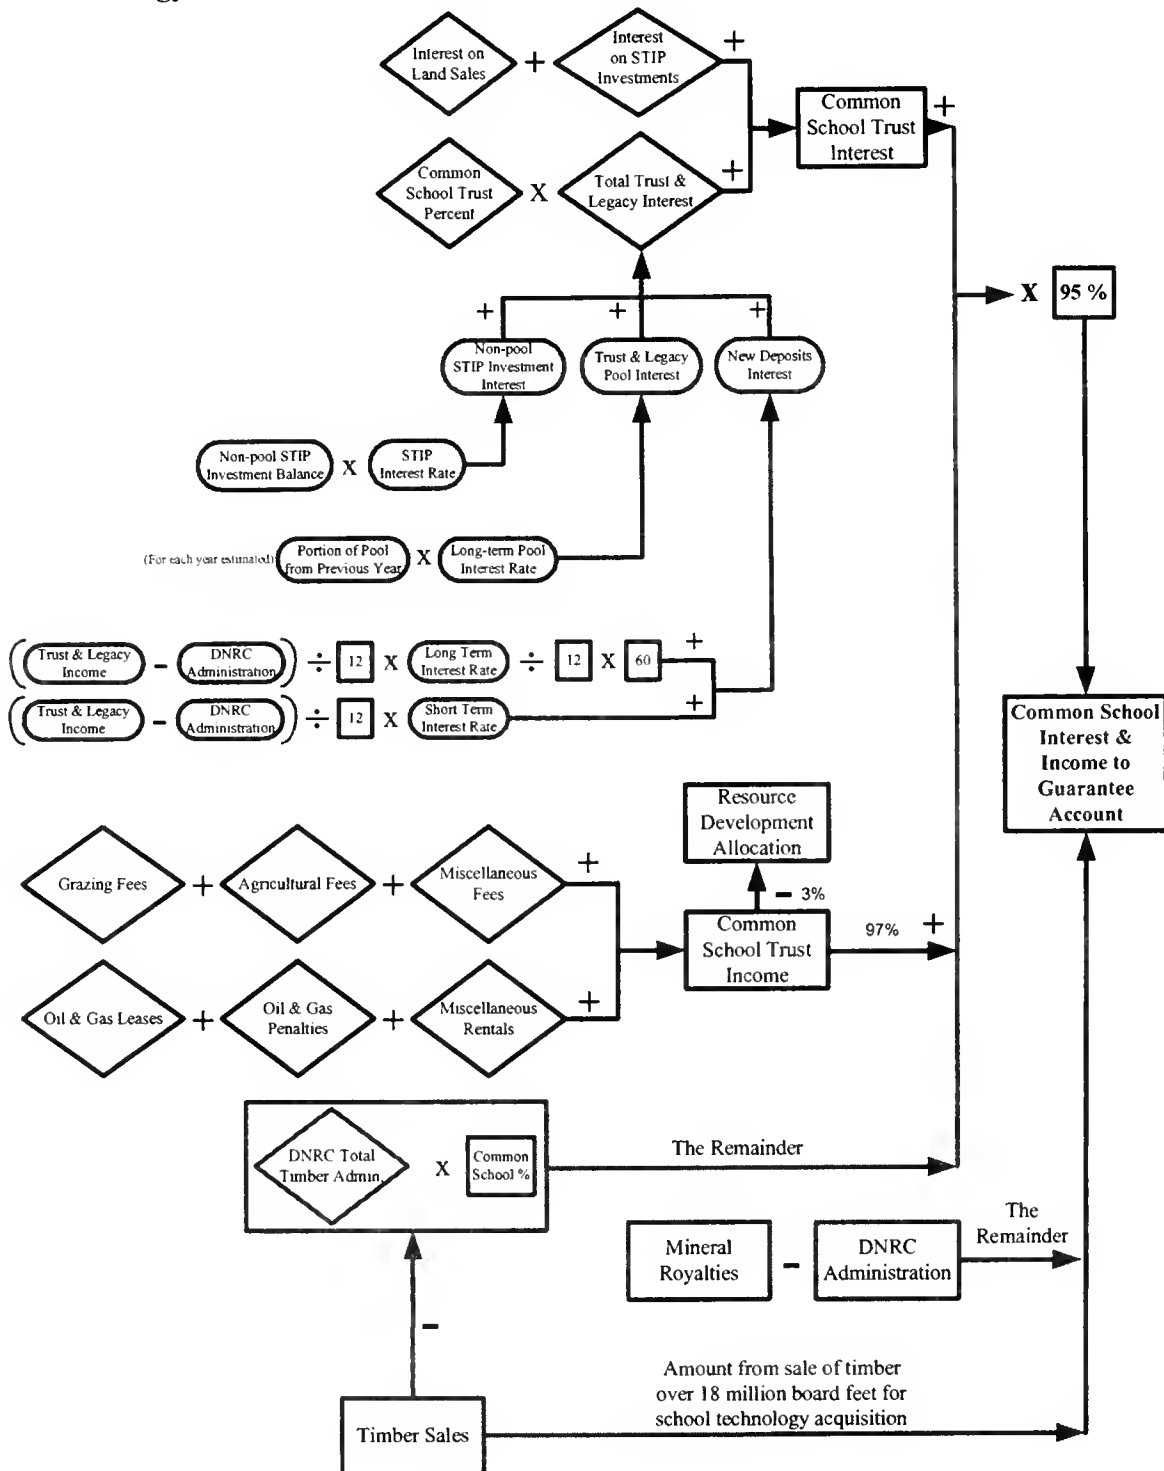 Interest on
Land Sales
+
Interest
on STIP
Investments
+
Common
School Trust
Interest
+
Common
School Trust
Percent
X
Total Trust &
Legacy Interest
+
X
95 %
+
+
+
Non-pool
STIP Investment
Interest
Trust & Legacy
Pool Interest
New Deposits
Interest
Non-pool STIP
Investment Balance
X
STIP
Interest Rate
(For each year estimated)
Portion of Pool
from Previous Year
X
Long-term Pool
Interest Rate
(
Trust & Legacy
Income
−
DNRC
Administration
)
÷
12
X
Long Term
Interest Rate
÷
12
X
60
+
(
Trust & Legacy
Income
−
DNRC
Administration
)
÷
12
X
Short Term
Interest Rate
+
Common School
Interest &
Income to
Guarantee
Account
Resource
Development
Allocation
− 3%
Grazing Fees
+
Agricultural Fees
+
Miscellaneous
Fees
+
Common
School Trust
Income
97%
+
Oil & Gas Leases
+
Oil & Gas
Penalties
+
Miscellaneous
Rentals
+
DNRC Total
Timber Admin.
X
Common
School %
The Remainder
Mineral
Royalties
−
DNRC
Administration
The
Remainder
−
Timber Sales
Amount from sale of timber
over 18 million board feet for
school technology acquisition